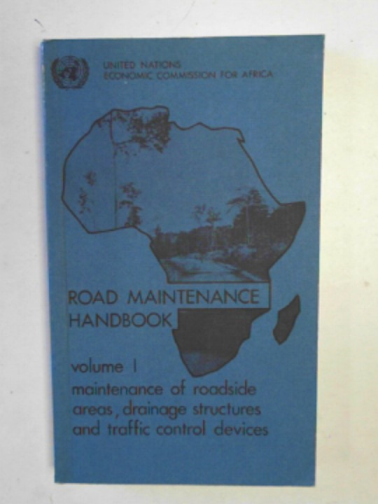 UNITED NATIONS
ECONOMIC COMMISSION FOR AFRICA
ROAD MAINTENANCE
HANDBOOK
volume 1
maintenance of roadside
areas, drainage structures
and traffic control devices